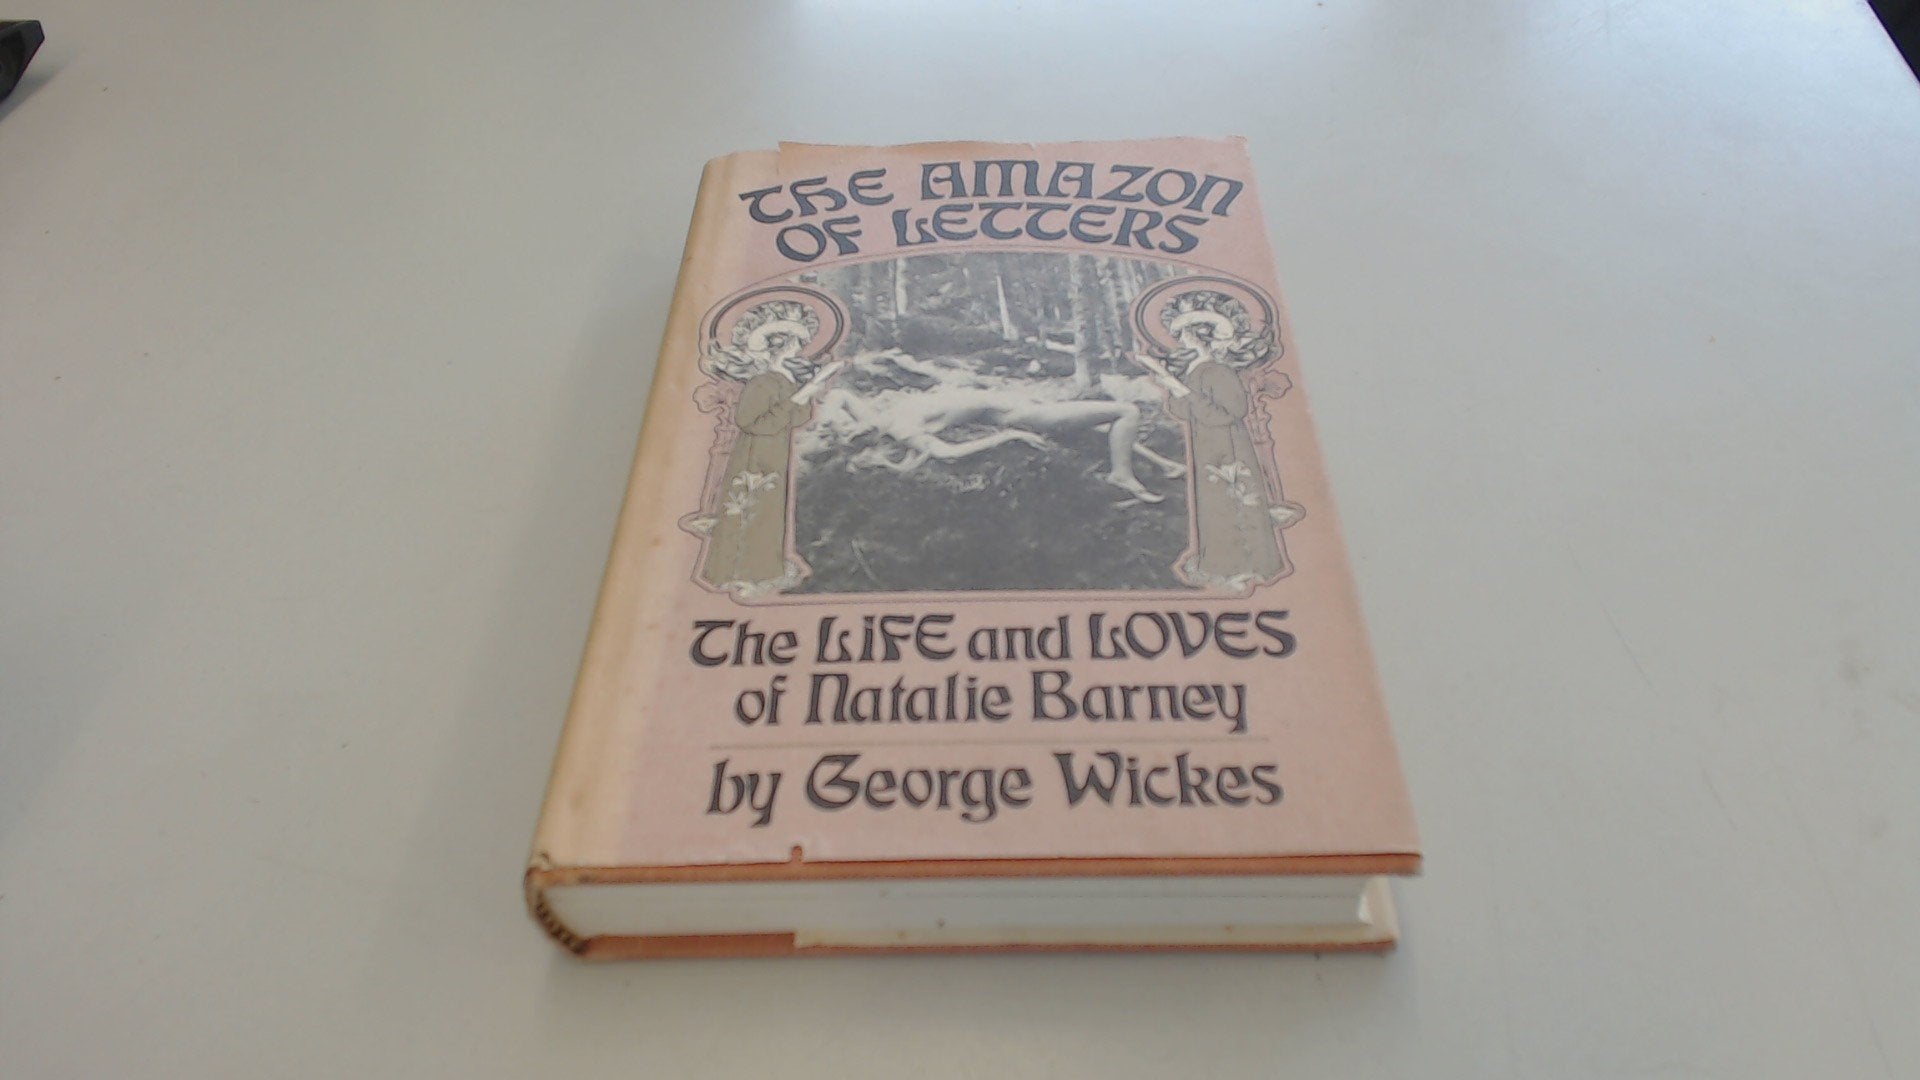 THE AMAZON
OF LETTERS
The LiFE and LOVES
of Natalie Barney
by George Wickes